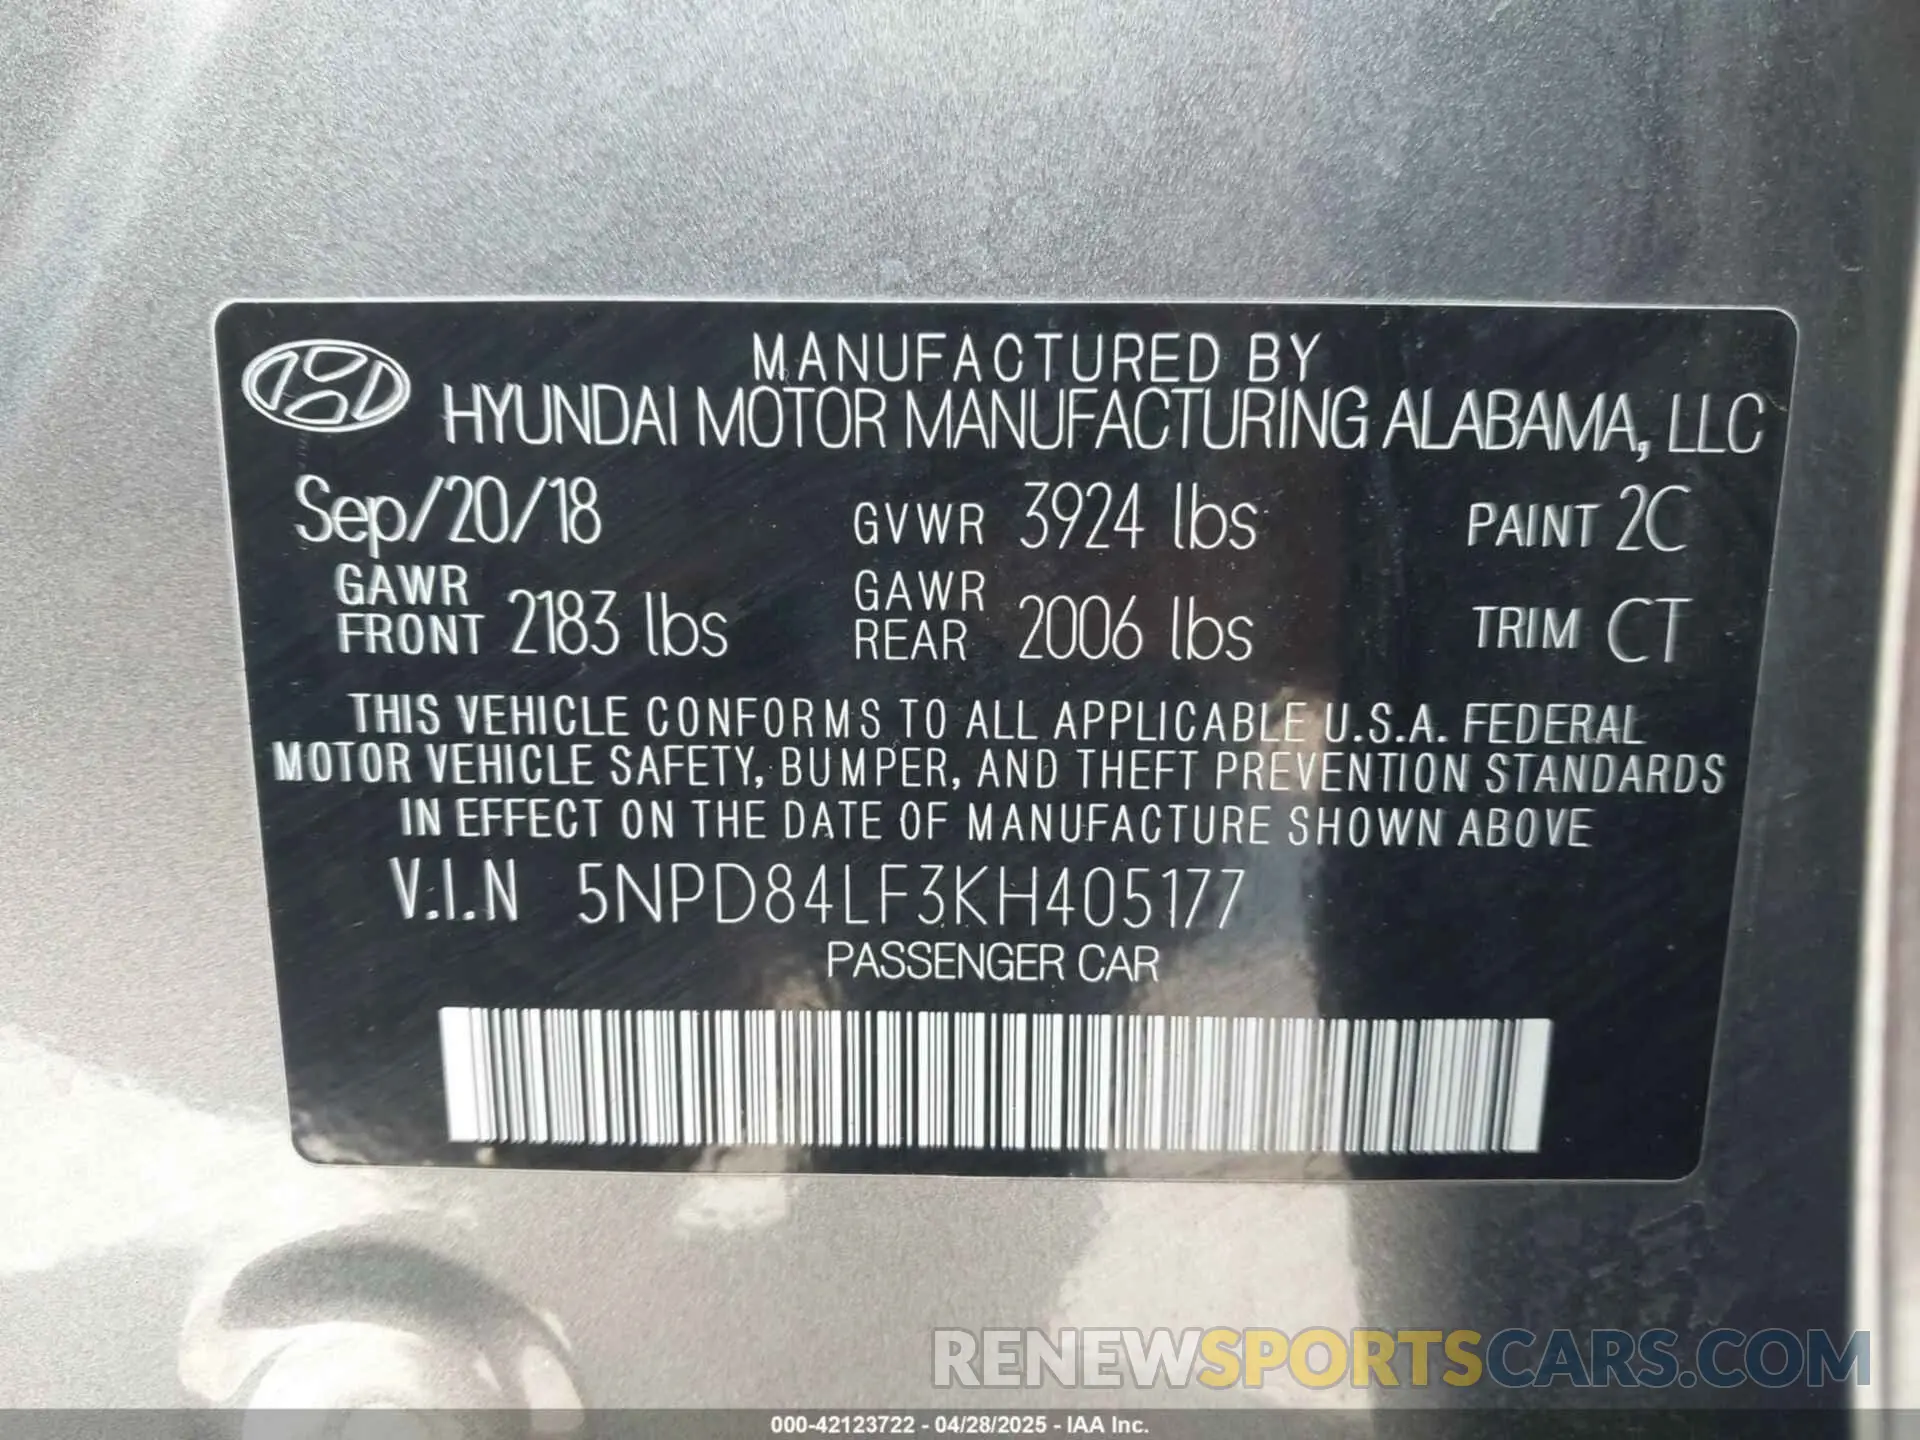 MANUFACTURED BY
HYUNDAI MOTOR MANUFACTURING ALABAMA, LLC
Sep/20/18 GVWR 3924 lbs PAINT 2C
GAWR FRONT 2183 lbs GAWR REAR 2006 lbs TRIM CT
THIS VEHICLE CONFORMS TO ALL APPLICABLE U.S.A. FEDERAL
MOTOR VEHICLE SAFETY, BUMPER, AND THEFT PREVENTION STANDARDS
IN EFFECT ON THE DATE OF MANUFACTURE SHOWN ABOVE
V.I.N 5NPD84LF3KH405177
PASSENGER CAR
RENEWSPORTSCARS.COM
000-42123722 - 04/28/2025 - IAA Inc.